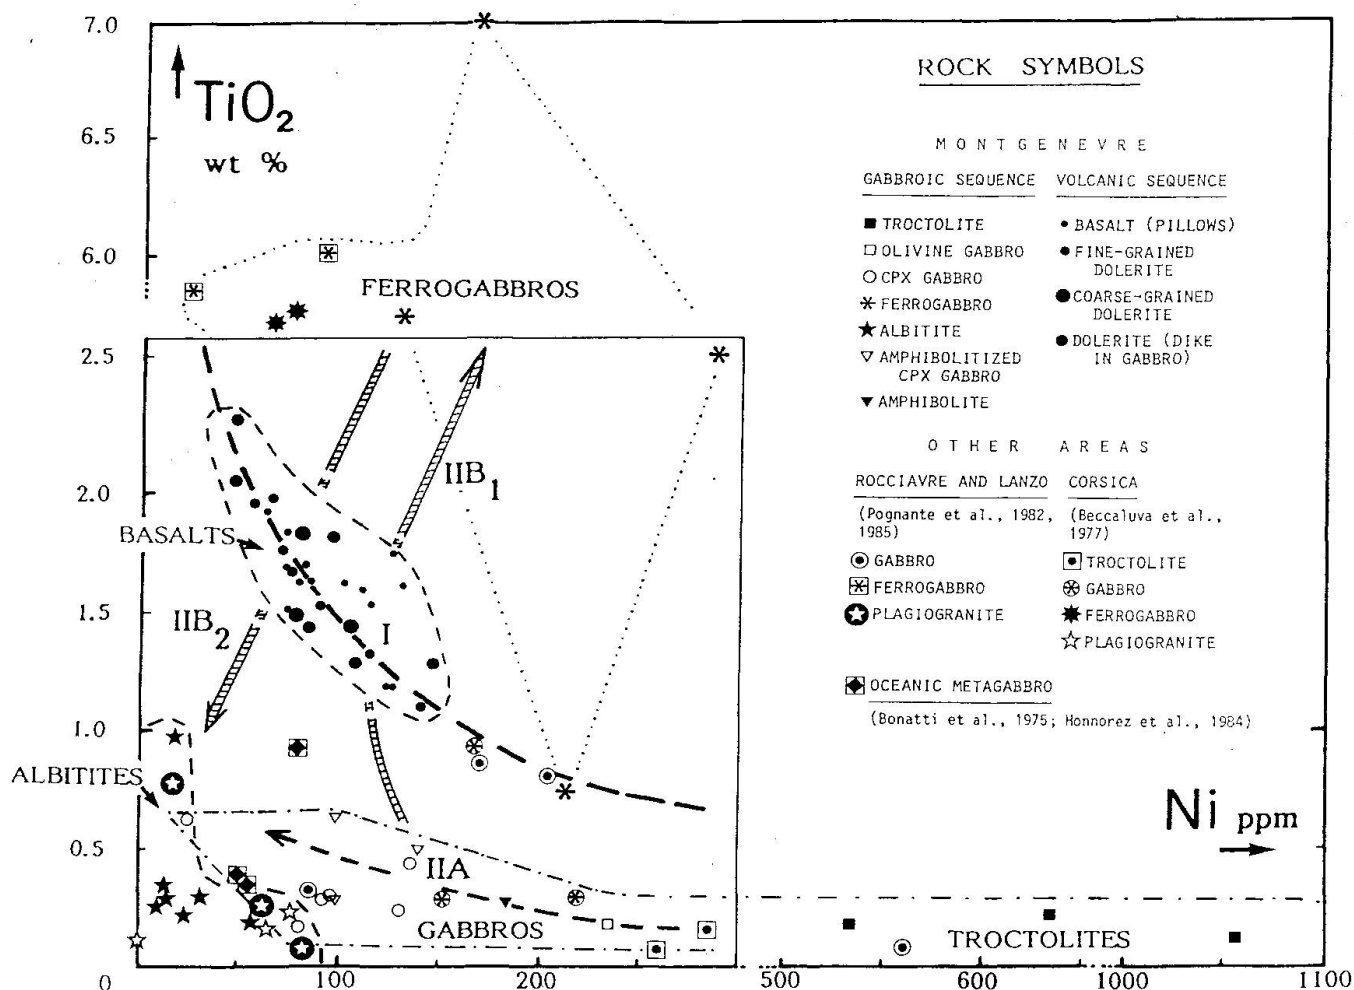 7.0
TiO2
wt %
6.5
6.0
FERROGABBROS
2.5
IIB1
2.0
BASALTS
1.5
IIB2
I
1.0
ALBITITES
0.5
IIA
GABBROS
TROCTOLITES
0
100
200
500
600
1000
1100
Ni ppm
ROCK SYMBOLS
MONTGENEVRE
GABBROIC SEQUENCE
TROCTOLITE
OLIVINE GABBRO
CPX GABBRO
FERROGABBRO
ALBITITE
AMPHIBOLITIZED
CPX GABBRO
AMPHIBOLITE
VOLCANIC SEQUENCE
BASALT (PILLOWS)
FINE-GRAINED
DOLERITE
COARSE-GRAINED
DOLERITE
DOLERITE (DIKE
IN GABBRO)
OTHER AREAS
ROCCIAVRE AND LANZO
(Pognante et al., 1982,
1985)
GABBRO
FERROGABBRO
PLAGIOGRANITE
CORSICA
(Beccaluva et al.,
1977)
TROCTOLITE
GABBRO
FERROGABBRO
PLAGIOGRANITE
OCEANIC METAGABBRO
(Bonatti et al., 1975; Honnorez et al., 1984)